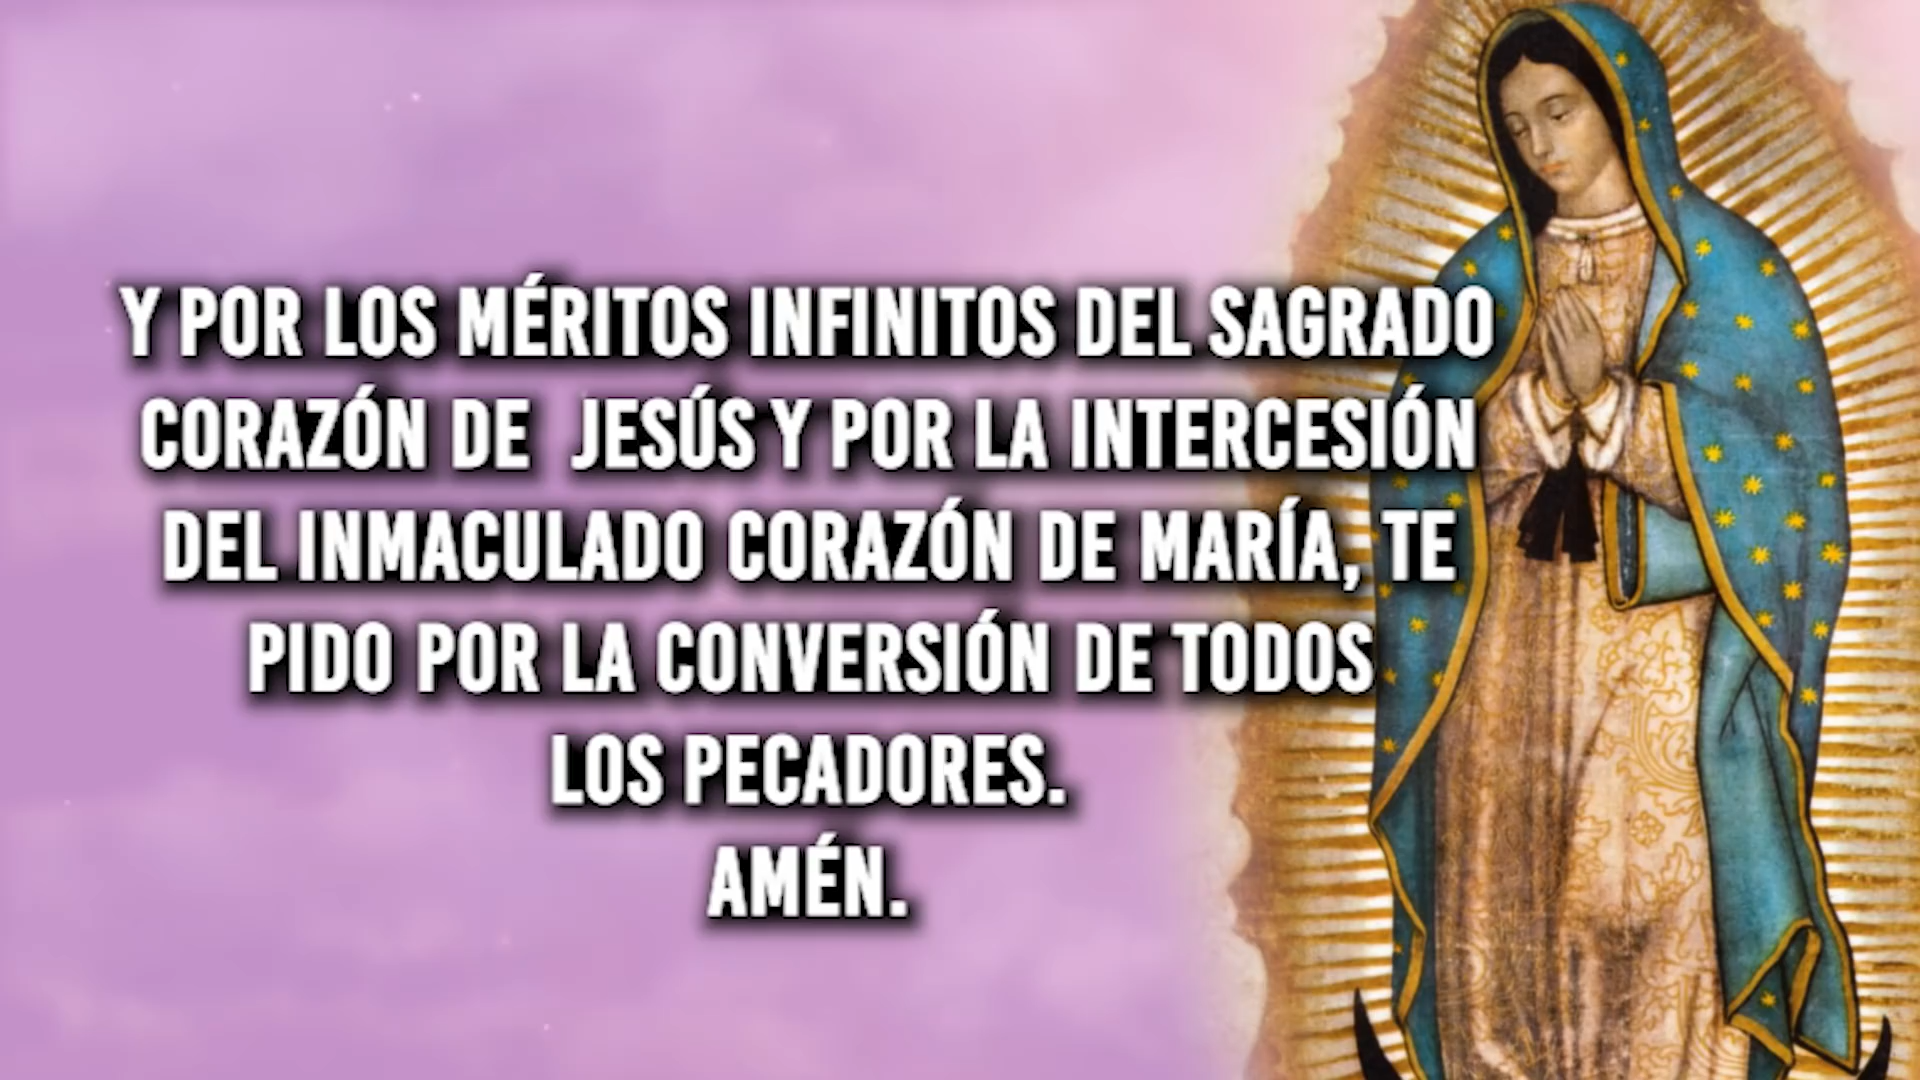 Y POR LOS MÉRITOS INFINITOS DEL SAGRADO
CORAZÓN DE JESÚS Y POR LA INTERCESIÓN
DEL INMACULADO CORAZÓN DE MARÍA, TE
PIDO POR LA CONVERSIÓN DE TODOS
LOS PECADORES.
AMÉN.